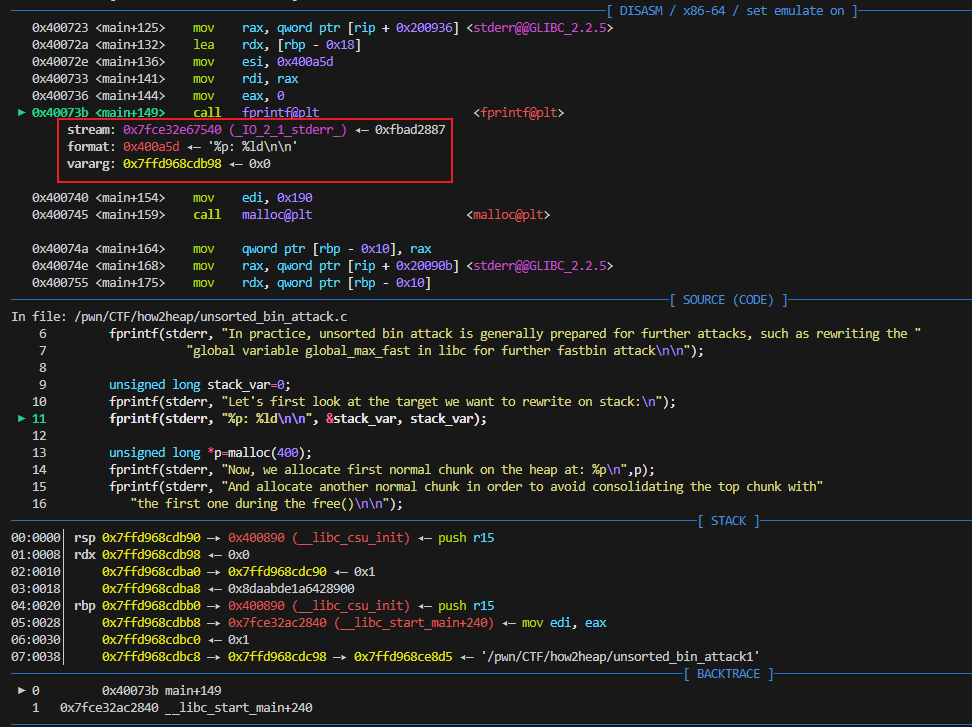 [ DISASM / x86-64 / set emulate on ]
0x400723 <main+125> mov rax, qword ptr [rip + 0x200936] <stderr@@GLIBC_2.2.5>
0x40072a <main+132> lea rdx, [rbp - 0x18]
0x40072e <main+136> mov esi, 0x400a5d
0x400733 <main+141> mov rdi, rax
0x400736 <main+144> mov eax, 0
► 0x40073b <main+149> call fprintf@plt <fprintf@plt>
stream: 0x7fce32e67540 (_IO_2_1_stderr_) ◂— 0xfbad2887
format: 0x400a5d ◂— '%p: %ld\n\n'
vararg: 0x7ffd968cdb98 ◂— 0x0
0x400740 <main+154> mov edi, 0x190
0x400745 <main+159> call malloc@plt <malloc@plt>
0x40074a <main+164> mov qword ptr [rbp - 0x10], rax
0x40074e <main+168> mov rax, qword ptr [rip + 0x20090b] <stderr@@GLIBC_2.2.5>
0x400755 <main+175> mov rdx, qword ptr [rbp - 0x10]
[ SOURCE (CODE) ]
In file: /pwn/CTF/how2heap/unsorted_bin_attack.c
6 fprintf(stderr, "In practice, unsorted bin attack is generally prepared for further attacks, such as rewriting the "
7 "global variable global_max_fast in libc for further fastbin attack\n\n");
8
9 unsigned long stack_var=0;
10 fprintf(stderr, "Let's first look at the target we want to rewrite on stack:\n");
► 11 fprintf(stderr, "%p: %ld\n\n", &stack_var, stack_var);
12
13 unsigned long *p=malloc(400);
14 fprintf(stderr, "Now, we allocate first normal chunk on the heap at: %p\n",p);
15 fprintf(stderr, "And allocate another normal chunk in order to avoid consolidating the top chunk with"
16 "the first one during the free()\n\n");
[ STACK ]
00:0000│ rsp 0x7ffd968cdb90 —▸ 0x400890 (__libc_csu_init) ◂— push r15
01:0008│ rdx 0x7ffd968cdb98 ◂— 0x0
02:0010│ 0x7ffd968cdba0 —▸ 0x7ffd968cdc90 ◂— 0x1
03:0018│ 0x7ffd968cdba8 ◂— 0x8daabde1a6428900
04:0020│ rbp 0x7ffd968cdbb0 —▸ 0x400890 (__libc_csu_init) ◂— push r15
05:0028│ 0x7ffd968cdbb8 —▸ 0x7fce32ac2840 (__libc_start_main+240) ◂— mov edi, eax
06:0030│ 0x7ffd968cdbc0 ◂— 0x1
07:0038│ 0x7ffd968cdbc8 —▸ 0x7ffd968cdc98 —▸ 0x7ffd968ce8d5 ◂— '/pwn/CTF/how2heap/unsorted_bin_attack1'
[ BACKTRACE ]
► 0 0x40073b main+149
1 0x7fce32ac2840 __libc_start_main+240